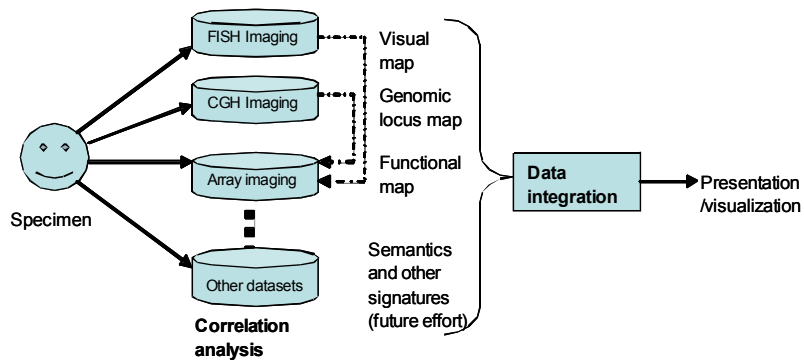 FISH Imaging
Visual
map
CGH Imaging
Genomic
locus map
Array imaging
Functional
map
Specimen
Data
integration
Presentation
/visualization
Other datasets
Semantics and
and other
signatures
(future effort)
Correlation
analysis